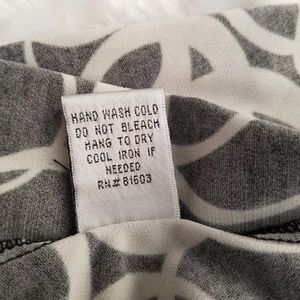 HAND WASH COLD
DO NOT BLEACH
HANG TO DRY
COOL IRON IF
NEEDED
RN# 81603